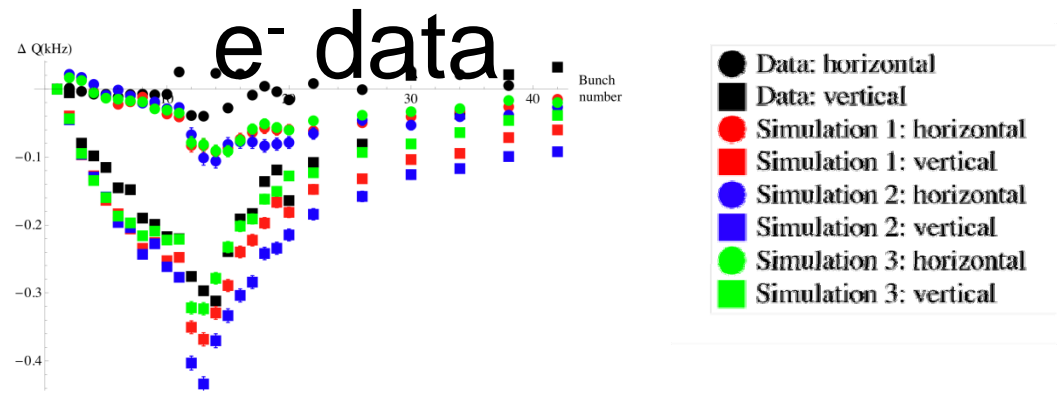 e- data
Δ Q(kHz)
Bunch
number
30
40
−0.1
−0.2
−0.3
−0.4
Data: horizontal
Data: vertical
Simulation 1: horizontal
Simulation 1: vertical
Simulation 2: horizontal
Simulation 2: vertical
Simulation 3: horizontal
Simulation 3: vertical